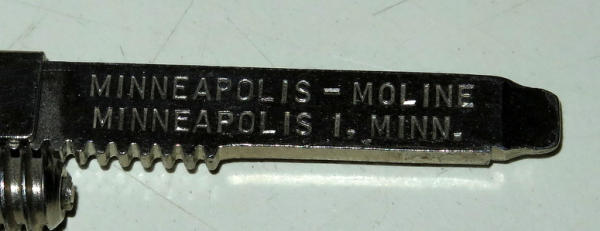 MINNEAPOLIS - MOLINE
MINNEAPOLIS 1, MINN.